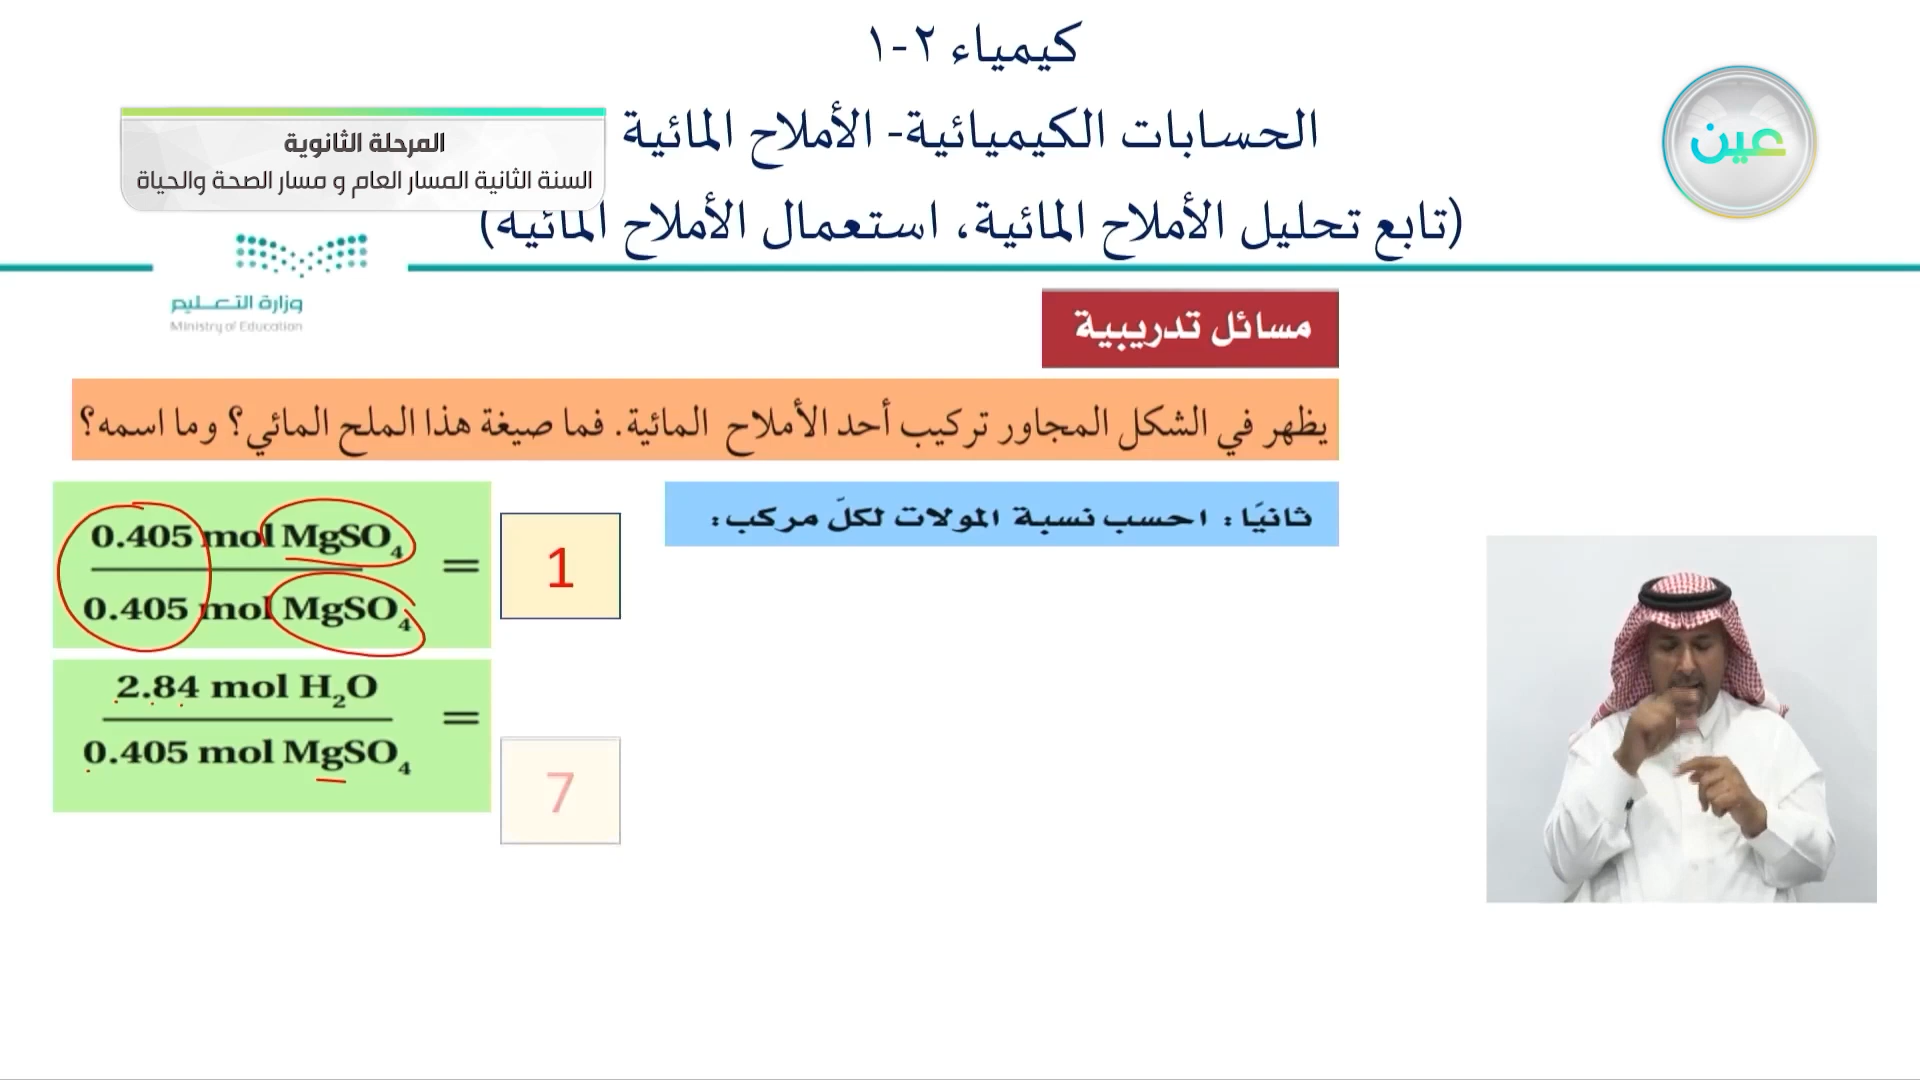 كيمياء ٢-١
الحسابات الكيميائية- الأملاح المائية
(تابع تحليل الأملاح المائية، استعمال الأملاح المائية)
المرحلة الثانوية
السنة الثانية المسار العام و مسار الصحة والحياة
عين
وزارة التعـــليم
Ministry of Education
مسائل تدريبية
يظهر في الشكل المجاور تركيب أحد الأملاح المائية. فما صيغة هذا الملح المائي؟ وما اسمه؟
ثانيًا: احسب نسبة المولات لكلّ مركب:
0.405 mol MgSO₄
0.405 mol MgSO₄
= 1
2.84 mol H₂O
0.405 mol MgSO₄
= 7